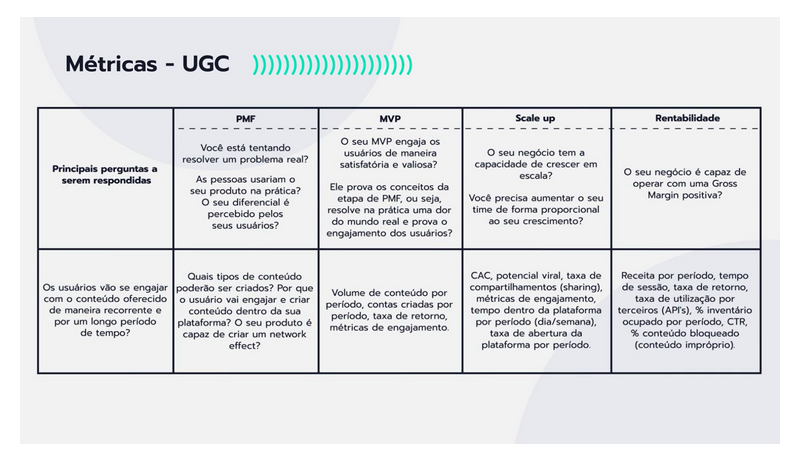 Métricas - UGC
PMF
MVP
Scale up
Rentabilidade
Principais perguntas a
serem respondidas
Você está tentando
resolver um problema real?
As pessoas usariam o
seu produto na prática?
O seu diferencial é
percebido pelos
seus usuários?
O seu MVP engaja os
usuários de maneira
satisfatória e valiosa?
Ele prova os conceitos da
etapa de PMF, ou seja,
resolve na prática uma dor
do mundo real e prova o
engajamento dos usuários?
O seu negócio tem a
capacidade de crescer em
escala?
Você precisa aumentar o seu
time de forma proporcional
ao seu crescimento?
O seu negócio é capaz de
operar com uma Gross
Margin positiva?
Os usuários vão se engajar
com o conteúdo oferecido
de maneira recorrente e
por um longo período
de tempo?
Quais tipos de conteúdo
poderão ser criados? Por que
o usuário vai engajar e criar
conteúdo dentro da sua
plataforma? O seu produto é
capaz de criar um network
effect?
Volume de conteúdo por
período, contas criadas por
período, taxa de retorno,
métricas de engajamento.
CAC, potencial viral, taxa de
compartilhamentos (sharing),
métricas de engajamento,
tempo dentro da plataforma
por período (dia/semana),
taxa de abertura da
plataforma por período.
Receita por período, tempo
de sessão, taxa de retorno,
taxa de utilização por
terceiros (API's), % inventário
ocupado por período, CTR,
% conteúdo bloqueado
(conteúdo impróprio).